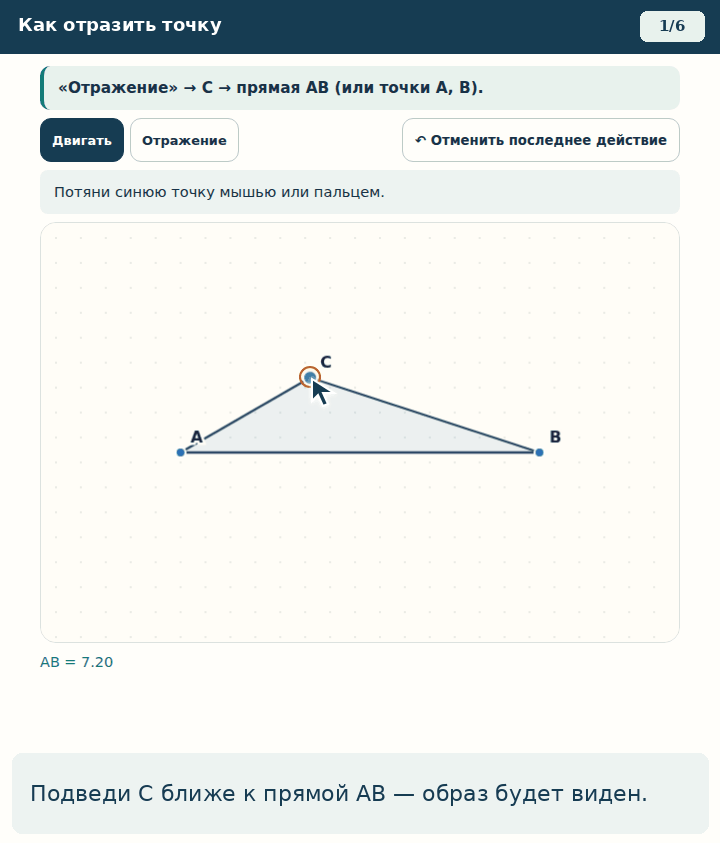 Как отразить точку
1/6
«Отражение» → C → прямая AB (или точки A, B).
Двигать
Отражение
↶ Отменить последнее действие
Потяни синюю точку мышью или пальцем.
C
A
B
AB = 7.20
Подведи C ближе к прямой AB — образ будет виден.